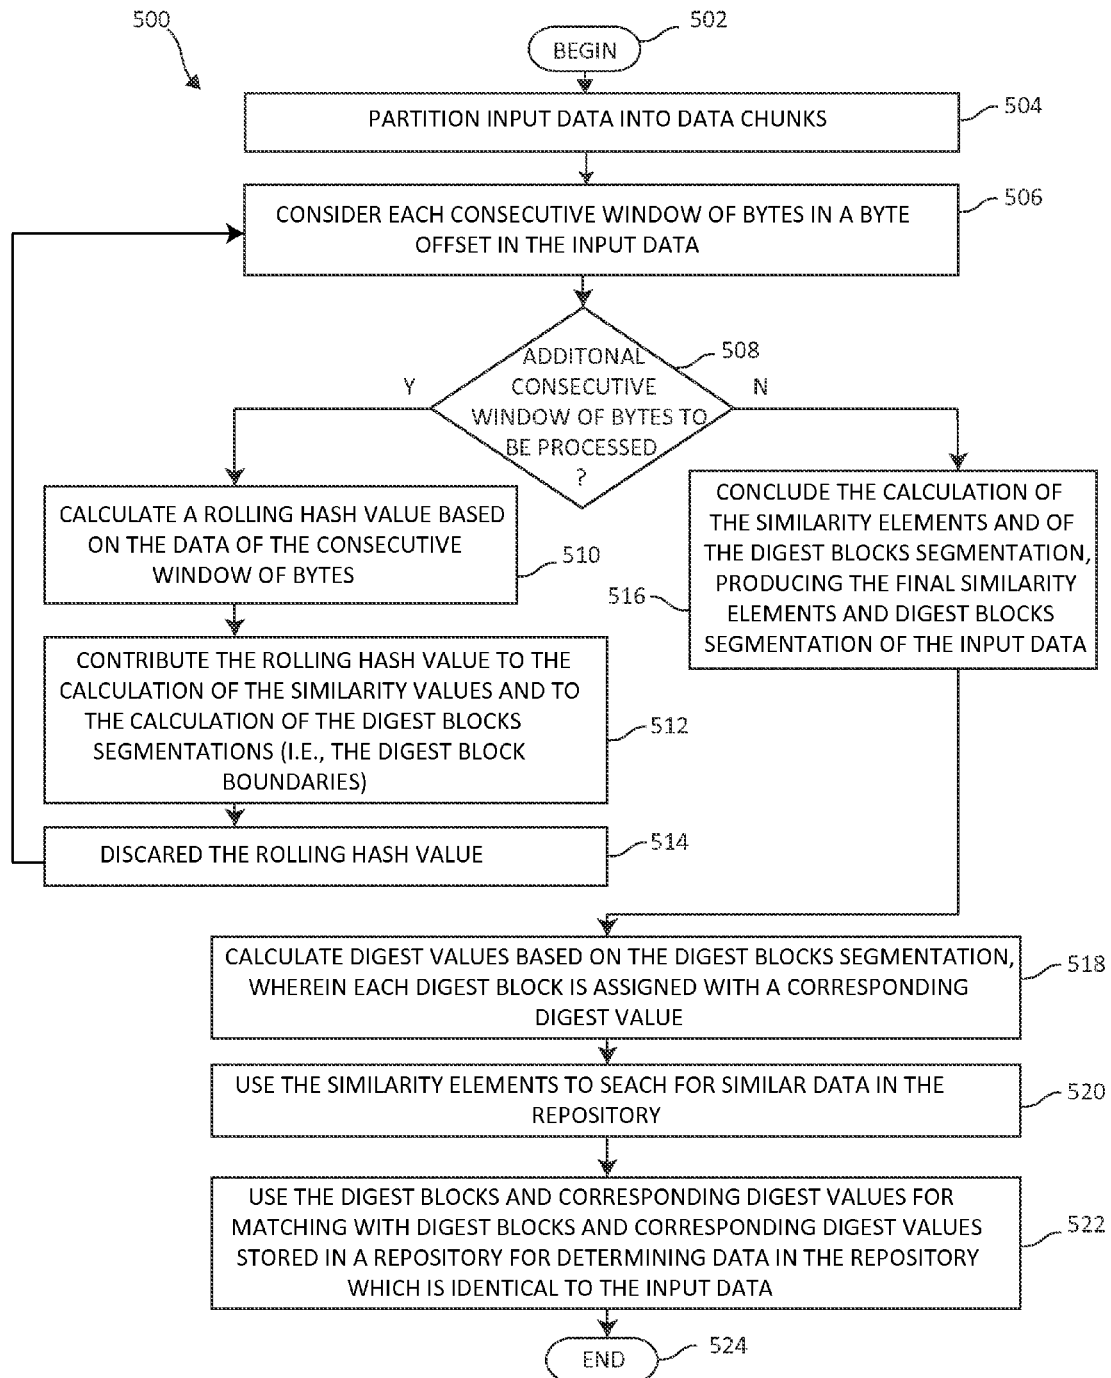 500
502
BEGIN
PARTITION INPUT DATA INTO DATA CHUNKS
504
CONSIDER EACH CONSECUTIVE WINDOW OF BYTES IN A BYTE
OFFSET IN THE INPUT DATA
506
ADDITONAL
CONSECUTIVE
WINDOW OF BYTES TO
BE PROCESSED
?
508
Y
N
CALCULATE A ROLLING HASH VALUE BASED
ON THE DATA OF THE CONSECUTIVE
WINDOW OF BYTES
510
CONTRIBUTE THE ROLLING HASH VALUE TO THE
CALCULATION OF THE SIMILARITY VALUES AND TO
THE CALCULATION OF THE DIGEST BLOCKS
SEGMENTATIONS (I.E., THE DIGEST BLOCK
BOUNDARIES)
512
DISCARED THE ROLLING HASH VALUE
514
CONCLUDE THE CALCULATION OF
THE SIMILARITY ELEMENTS AND OF
THE DIGEST BLOCKS SEGMENTATION,
PRODUCING THE FINAL SIMILARITY
ELEMENTS AND DIGEST BLOCKS
SEGMENTATION OF THE INPUT DATA
516
CALCULATE DIGEST VALUES BASED ON THE DIGEST BLOCKS SEGMENTATION,
WHEREIN EACH DIGEST BLOCK IS ASSIGNED WITH A CORRESPONDING
DIGEST VALUE
518
USE THE SIMILARITY ELEMENTS TO SEACH FOR SIMILAR DATA IN THE
REPOSITORY
520
USE THE DIGEST BLOCKS AND CORRESPONDING DIGEST VALUES FOR
MATCHING WITH DIGEST BLOCKS AND CORRESPONDING DIGEST VALUES
STORED IN A REPOSITORY FOR DETERMINING DATA IN THE REPOSITORY
WHICH IS IDENTICAL TO THE INPUT DATA
522
END
524